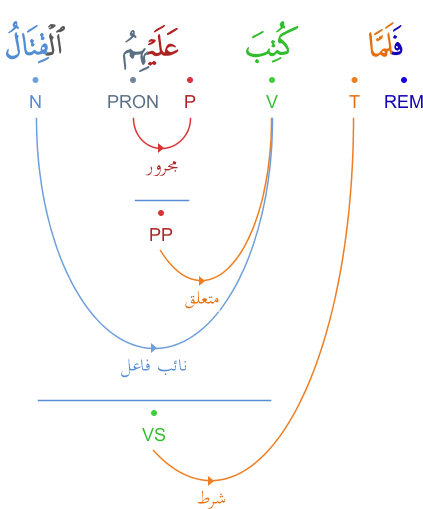 فَلَمَّا كُتِبَ عَلَيْهِمُ ٱلْقِتَالُ
REM T V P PRON N
مجرور
PP
متعلق
نائب فاعل
VS
شرط